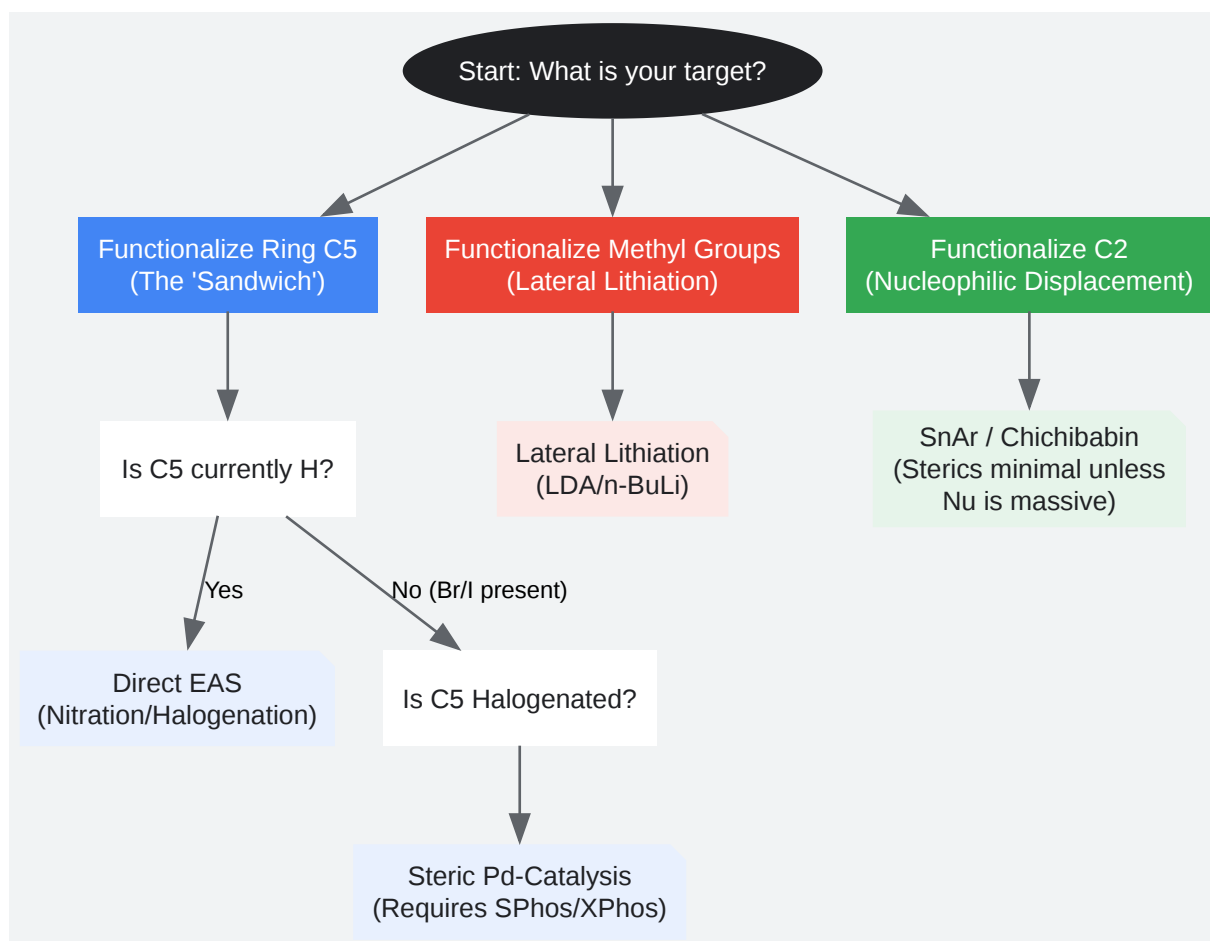 Start: What is your target?
Functionalize Ring C5
(The 'Sandwich')
Functionalize Methyl Groups
(Lateral Lithiation)
Functionalize C2
(Nucleophilic Displacement)
Is C5 currently H?
Lateral Lithiation
(LDA/n-BuLi)
SnAr / Chichibabin
(Sterics minimal unless
Nu is massive)
Yes
No (Br/I present)
Direct EAS
(Nitration/Halogenation)
Is C5 Halogenated?
Steric Pd-Catalysis
(Requires SPhos/XPhos)